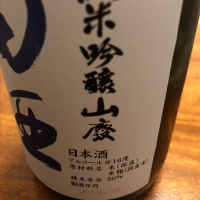 米吟醸山廃
日本酒
アルコール分16度
原材料名 米(国産)
米麹(国産米)
精米歩合 50%
製造年月